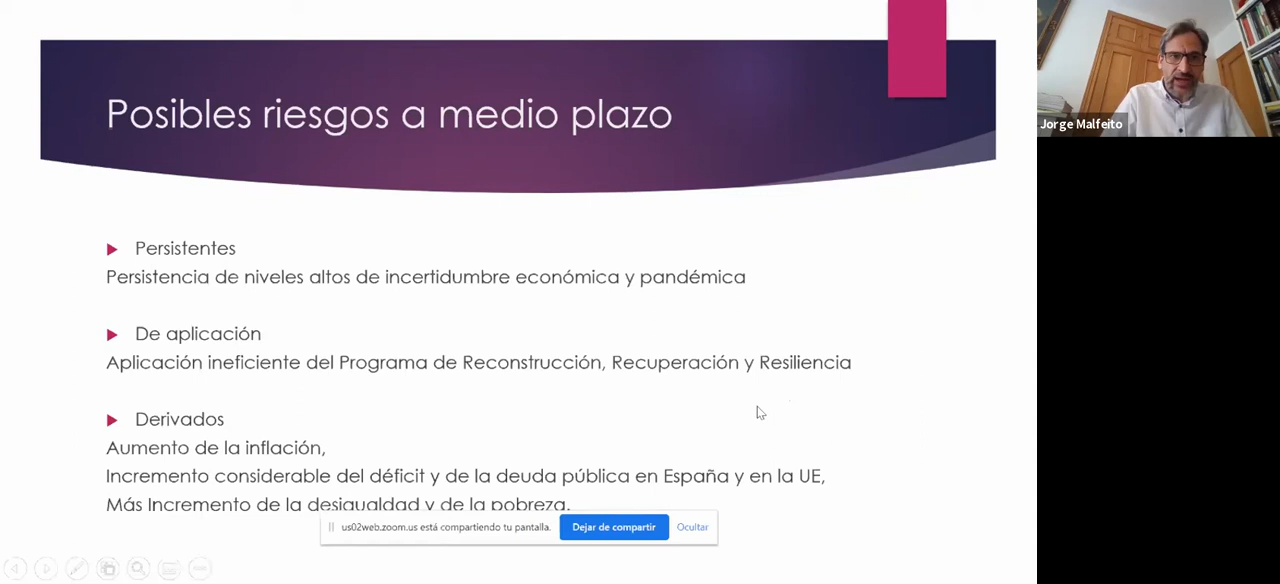 Posibles riesgos a medio plazo
Jorge Malfeito
Persistentes
Persistencia de niveles altos de incertidumbre económica y pandémica
De aplicación
Aplicación ineficiente del Programa de Reconstrucción, Recuperación y Resiliencia
Derivados
Aumento de la inflación,
Incremento considerable del déficit y de la deuda pública en España y en la UE,
Más Incremento de la desigualdad y de la pobreza.
us02web.zoom.us está compartiendo tu pantalla. Dejar de compartir Ocultar